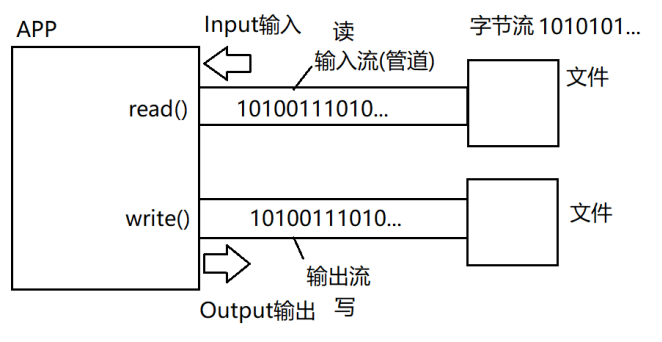 APP
Input输入
读
字节流 1010101...
输入流(管道)
文件
read()
10100111010...
write()
10100111010...
文件
输出流
Output输出
写